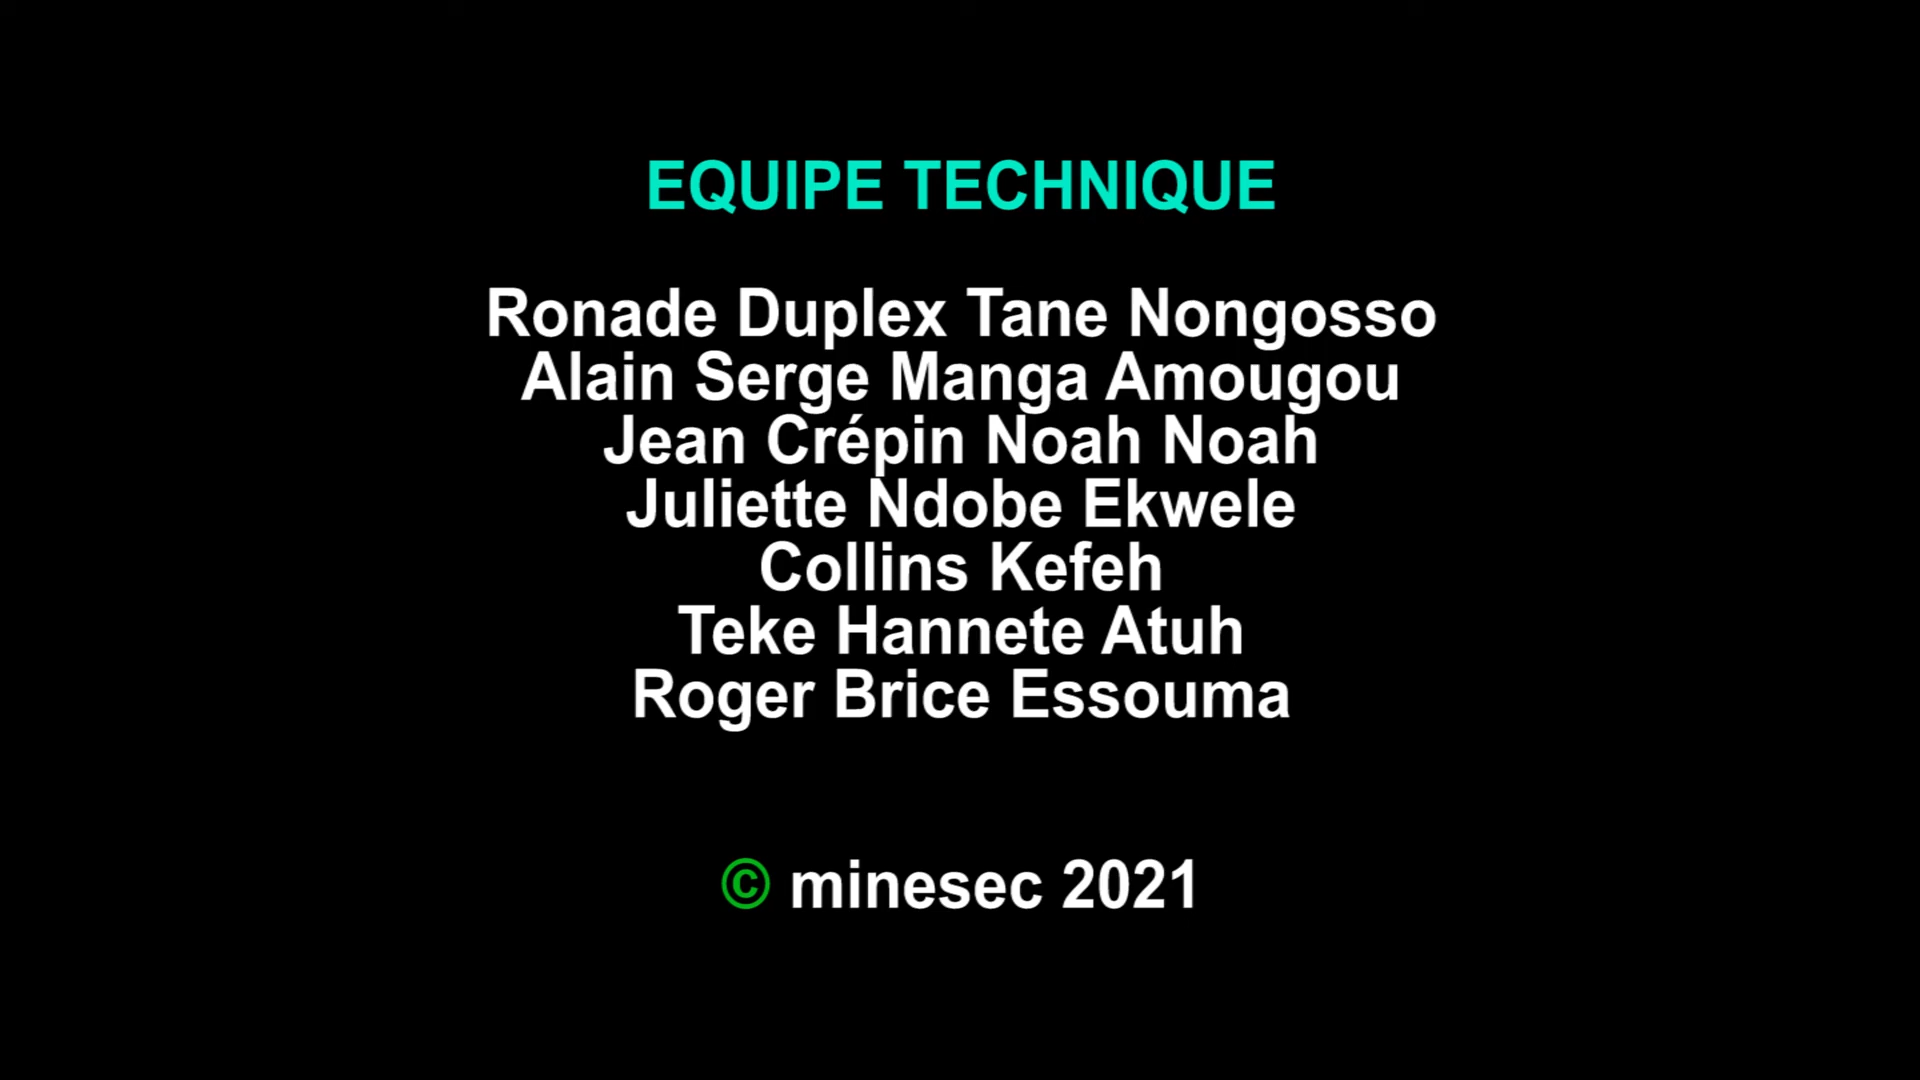 EQUIPE TECHNIQUE
Ronade Duplex Tane Nongosso
Alain Serge Manga Amougou
Jean Crépin Noah Noah
Juliette Ndobe Ekwele
Collins Kefeh
Teke Hannete Atuh
Roger Brice Essouma
© minesec 2021